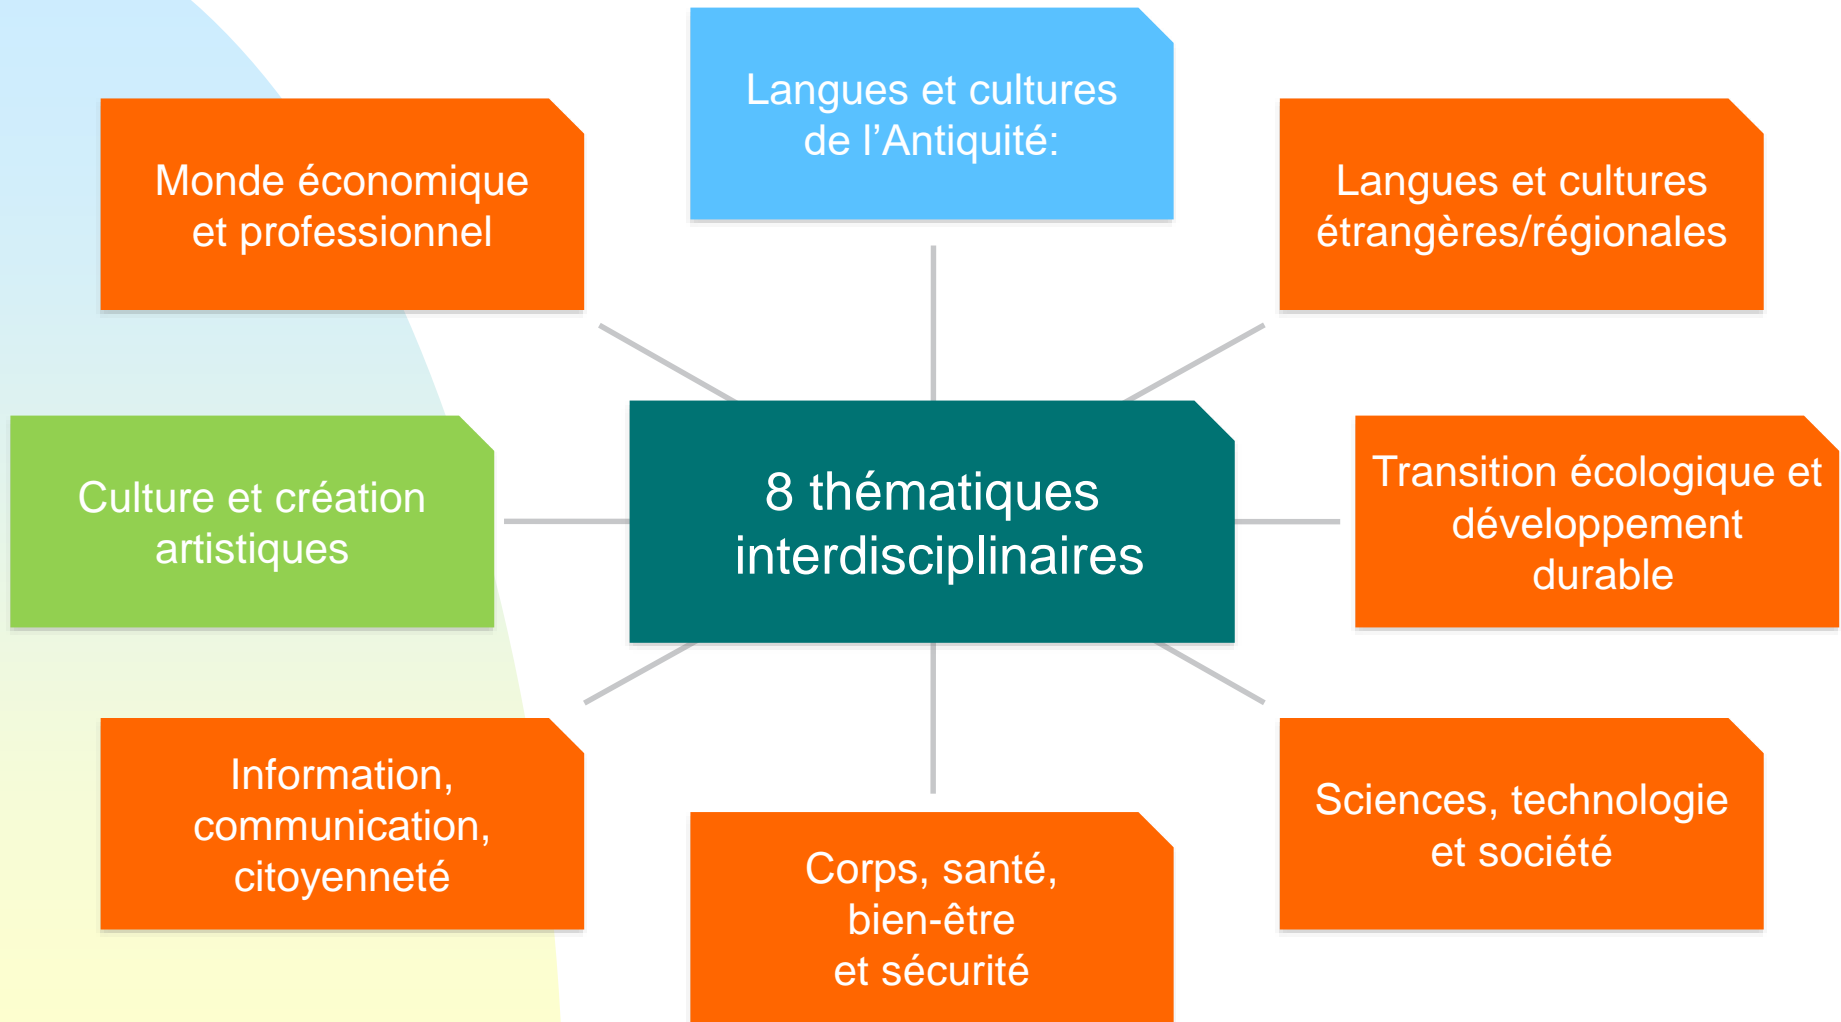 Langues et cultures
de l’Antiquité:
Monde économique
et professionnel
Langues et cultures
étrangères/régionales
Culture et création
artistiques
8 thématiques
interdisciplinaires
Transition écologique et
développement
durable
Information,
communication,
citoyenneté
Corps, santé,
bien-être
et sécurité
Sciences, technologie
et société